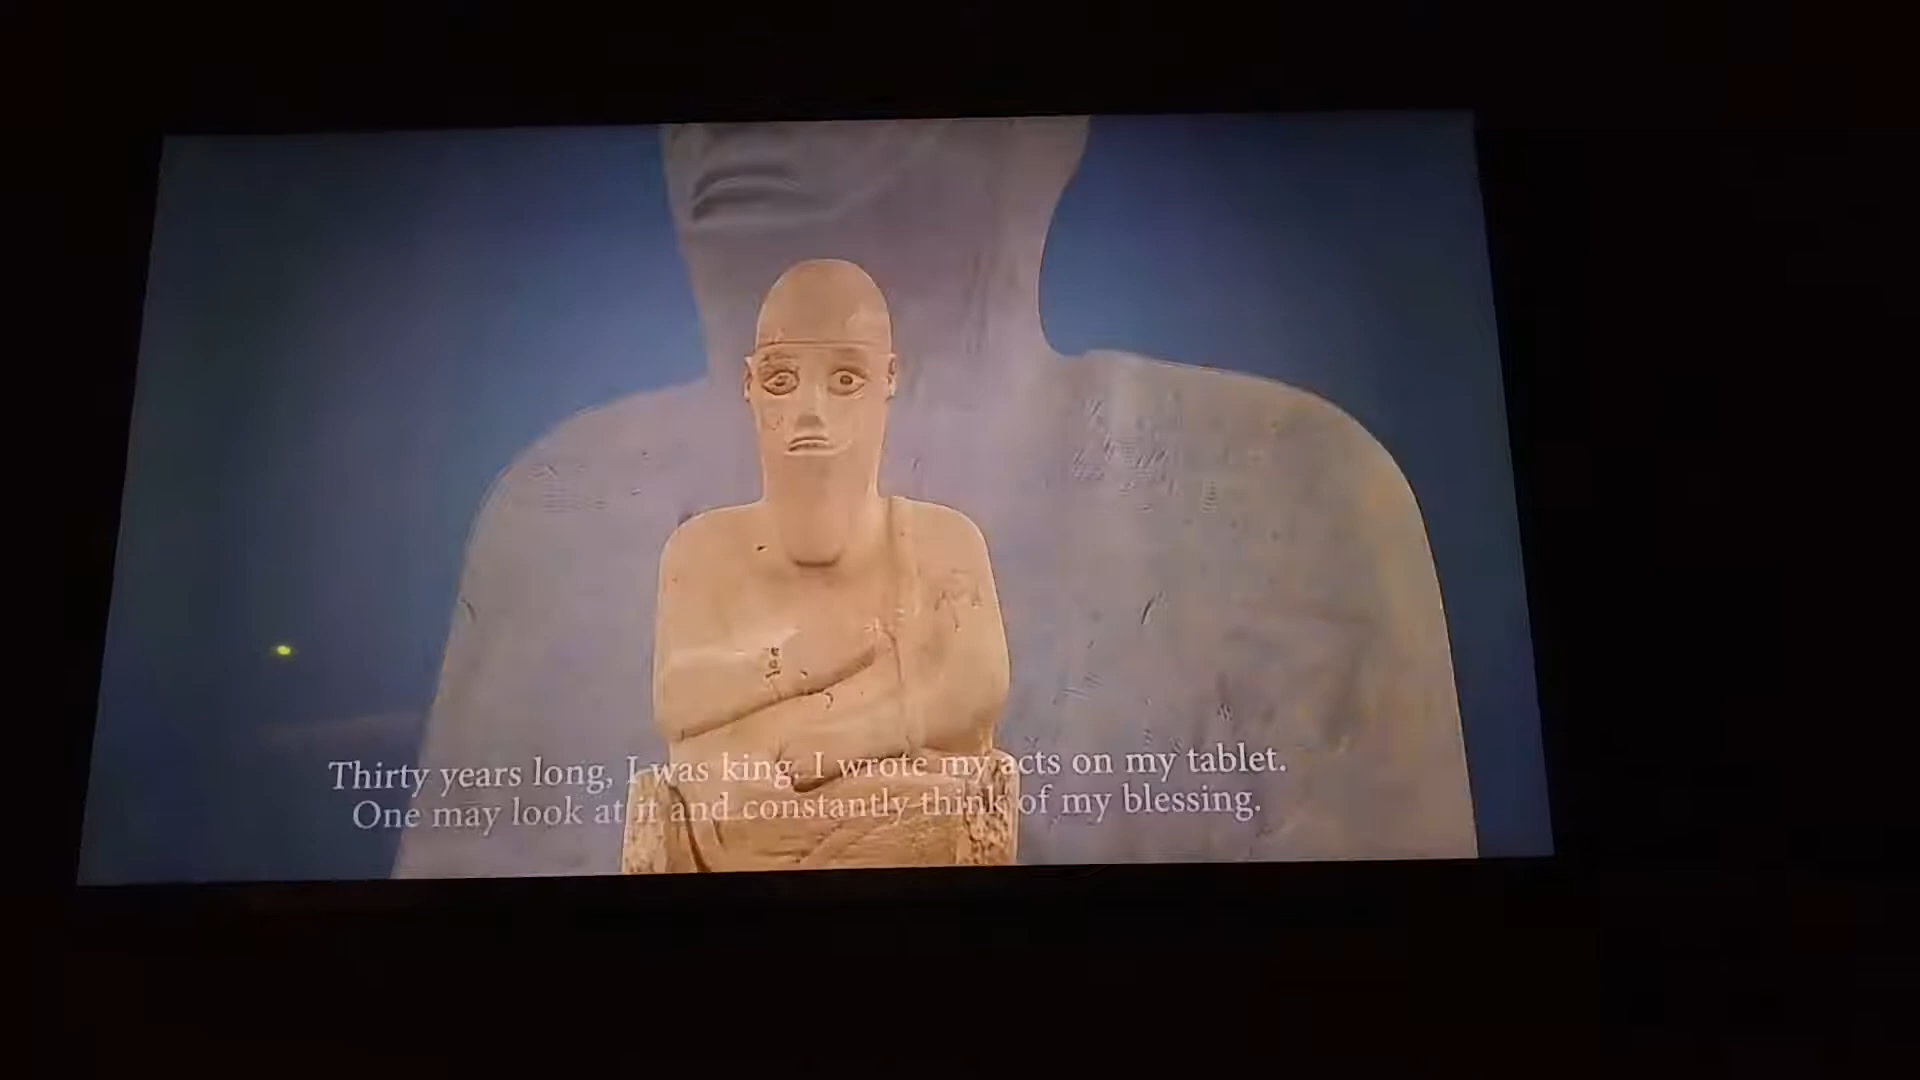 Thirty years long, I was king. I wrote my acts on my tablet.
One may look at it and constantly think of my blessing.